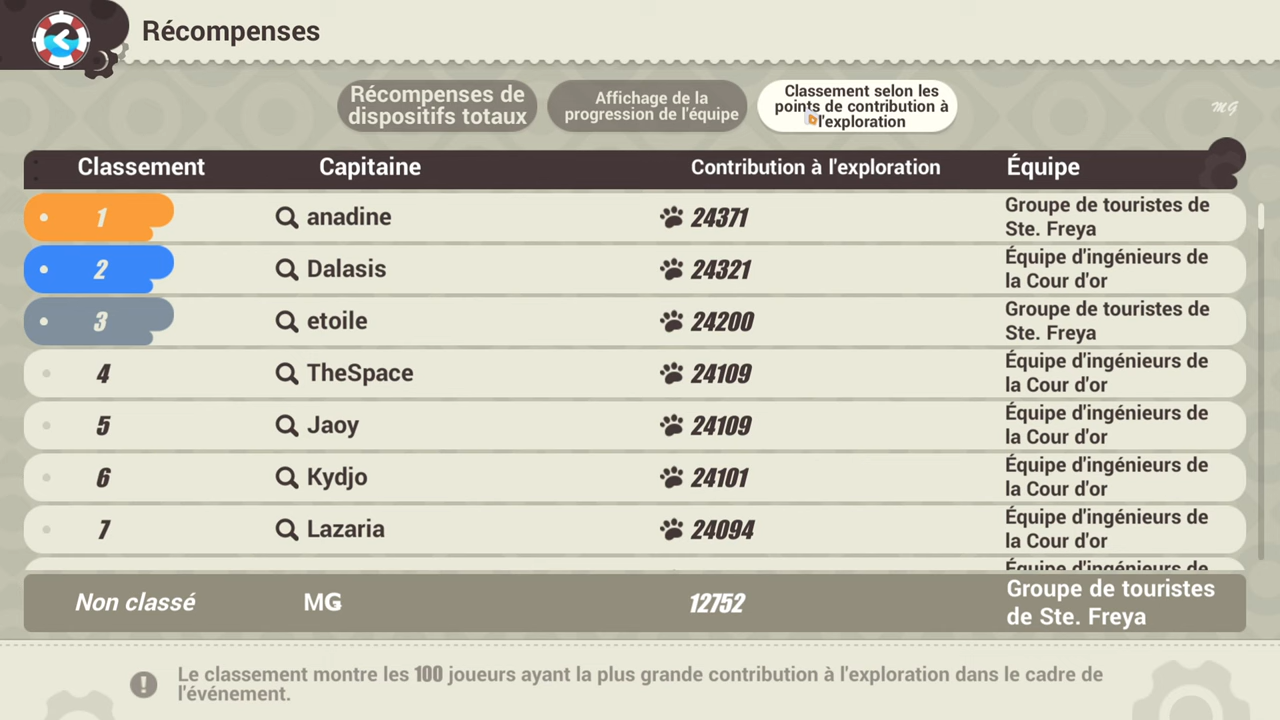 Récompenses
Récompenses de
dispositifs totaux
Affichage de la
progression de l'équipe
Classement selon les
points de contribution à
l'exploration
MG
Classement Capitaine Contribution à l'exploration Équipe
1 anadine 24371 Groupe de touristes de
Ste. Freya
2 Dalasis 24321 Équipe d'ingénieurs de
la Cour d'or
3 etoile 24200 Groupe de touristes de
Ste. Freya
4 TheSpace 24109 Équipe d'ingénieurs de
la Cour d'or
5 Jaoy 24109 Équipe d'ingénieurs de
la Cour d'or
6 Kydjo 24101 Équipe d'ingénieurs de
la Cour d'or
7 Lazaria 24094 Équipe d'ingénieurs de
la Cour d'or
Équipe d'ingénieurs de
Non classé MG 12752 Groupe de touristes
de Ste. Freya
Le classement montre les 100 joueurs ayant la plus grande contribution à l'exploration dans le cadre de
l'événement.